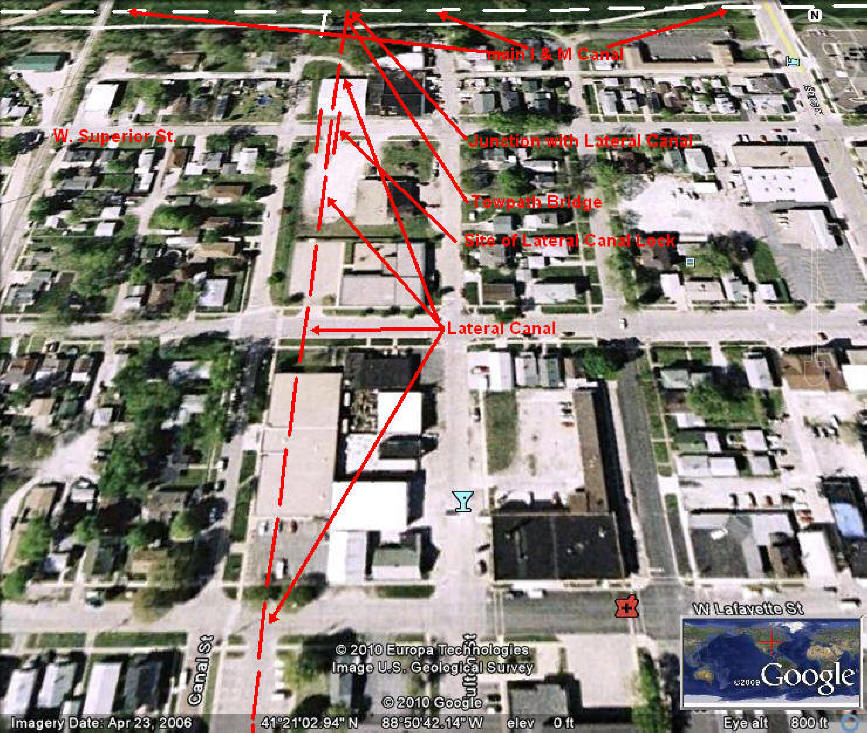 N
main I & M Canal
W. Superior St.
Junction with Lateral Canal
Towpath Bridge
Site of Lateral Canal Lock
Lateral Canal
W Lafayette St
Canal St
© 2010 Europa Technologies
Image U.S. Geological Survey
© 2010 Google
©2009 Google
Imagery Date: Apr 23, 2006 41°21'02.94" N 88°50'42.14" W elev 0 ft Eye alt 800 ft